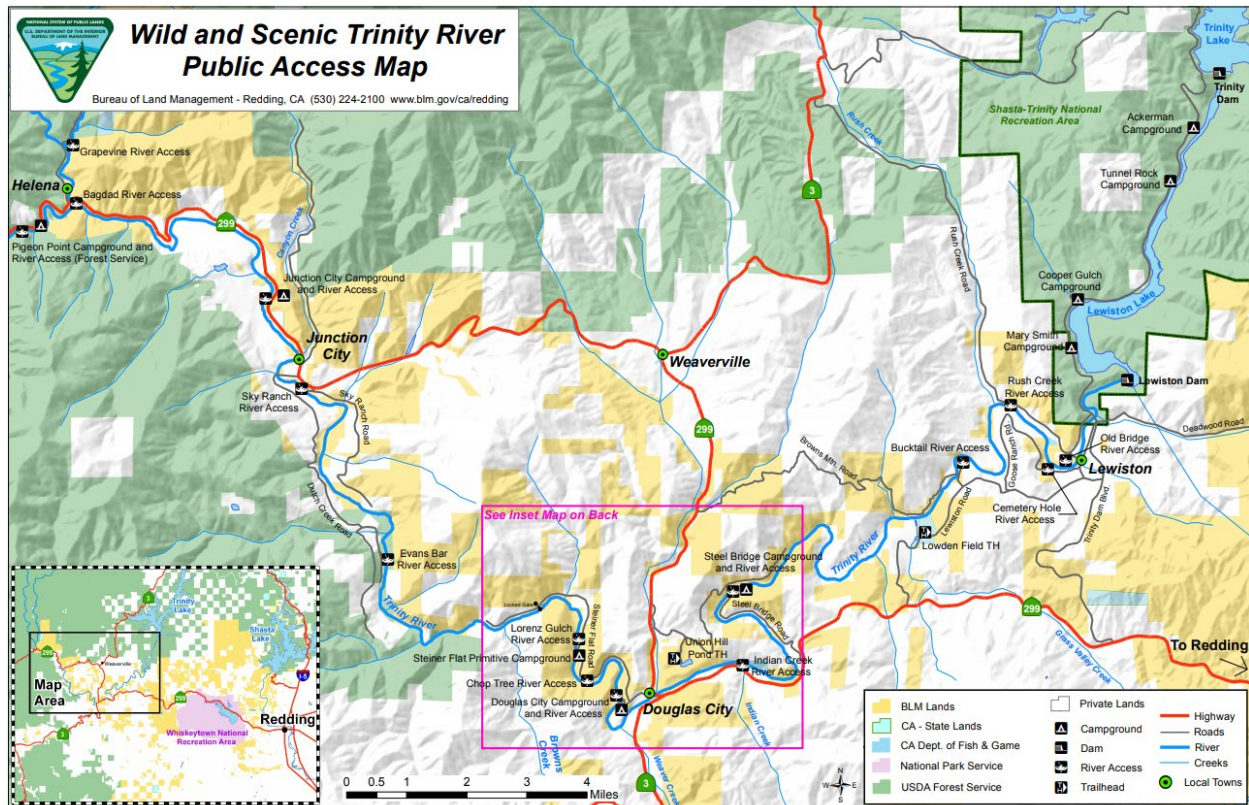 NATIONAL SYSTEM OF PUBLIC LANDS
U.S. DEPARTMENT OF THE INTERIOR
BUREAU OF LAND MANAGEMENT
Wild and Scenic Trinity River
Public Access Map
Bureau of Land Management - Redding, CA (530) 224-2100 www.blm.gov/ca/redding
Trinity
Lake
Trinity
Dam
Shasta-Trinity National
Recreation Area
Ackerman
Campground
Rush Creek
Grapevine River Access
Helena
Bagdad River Access
Tunnel Rock
Campground
3
299
Canyon Creek
Pigeon Point Campground and
River Access (Forest Service)
Rush Creek Road
Junction City Campground
and River Access
Cooper Gulch
Campground
Lewiston Lake
Junction
City
Mary Smith
Campground
Weaverville
Lewiston Dam
Rush Creek
River Access
Sky Ranch
River Access
Sky Ranch Road
299
Goose Ranch Rd
Deadwood Road
Old Bridge
River Access
Bucktail River Access
Browns Mtn. Road
Lewiston
Lewiston Road
Cemetery Hole
River Access
Trinity Dam Blvd.
Dutch Creek Road
See Inset Map on Back
Lowden Field TH
Evans Bar
River Access
Steel Bridge Campground
and River Access
Trinity River
Trinity River
Locked Gate
Steiner Flat Road
Steel Bridge Road
299
Grass Valley Creek
Lorenz Gulch
River Access
Union Hill
Pond TH
To Redding
Steiner Flat Primitive Campground
Indian Creek
River Access
Chop Tree River Access
Douglas City Campground
and River Access
Douglas City
Indian Creek
Browns
Creek
Weaver Creek
3
0 0.5 1 2 3 4
Miles
N
W E
S
3
Trinity
Lake
Shasta
Lake
299
Weaverville
I-5
Map
Area
299
Redding
3
Whiskeytown National
Recreation Area
BLM Lands
CA - State Lands
CA Dept. of Fish & Game
National Park Service
USDA Forest Service
Private Lands
Campground
Dam
River Access
Trailhead
Highway
Roads
River
Creeks
Local Towns